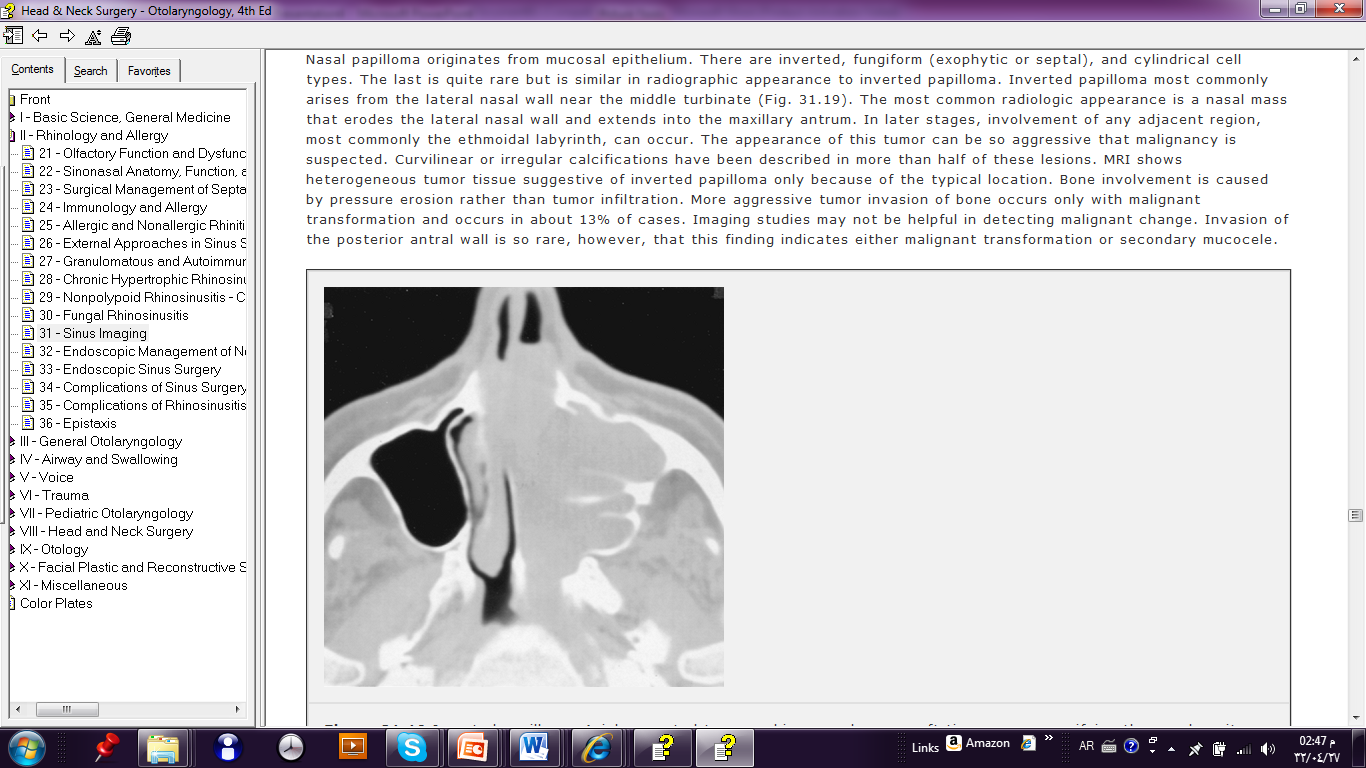 Head & Neck Surgery - Otolaryngology, 4th Ed
Contents Search Favorites
Front
I - Basic Science, General Medicine
II - Rhinology and Allergy
21 - Olfactory Function and Dysfunc
22 - Sinonasal Anatomy, Function, a
23 - Surgical Management of Septa
24 - Immunology and Allergy
25 - Allergic and Nonallergic Rhiniti
26 - External Approaches in Sinus S
27 - Granulomatous and Autoimmun
28 - Chronic Hypertrophic Rhinosinu
29 - Nonpolypoid Rhinosinusitis - C
30 - Fungal Rhinosinusitis
31 - Sinus Imaging
32 - Endoscopic Management of N
33 - Endoscopic Sinus Surgery
34 - Complications of Sinus Surgery
35 - Complications of Rhinosinusitis
36 - Epistaxis
III - General Otolaryngology
IV - Airway and Swallowing
V - Voice
VI - Trauma
VII - Pediatric Otolaryngology
VIII - Head and Neck Surgery
IX - Otology
X - Facial Plastic and Reconstructive S
XI - Miscellaneous
Color Plates
Nasal papilloma originates from mucosal epithelium. There are inverted, fungiform (exophytic or septal), and cylindrical cell
types. The last is quite rare but is similar in radiographic appearance to inverted papilloma. Inverted papilloma most commonly
arises from the lateral nasal wall near the middle turbinate (Fig. 31.19). The most common radiologic appearance is a nasal mass
that erodes the lateral nasal wall and extends into the maxillary antrum. In later stages, involvement of any adjacent region,
most commonly the ethmoidal labyrinth, can occur. The appearance of this tumor can be so aggressive that malignancy is
suspected. Curvilinear or irregular calcifications have been described in more than half of these lesions. MRI shows
heterogeneous tumor tissue suggestive of inverted papilloma only because of the typical location. Bone involvement is caused
by pressure erosion rather than tumor infiltration. More aggressive tumor invasion of bone occurs only with malignant
transformation and occurs in about 13% of cases. Imaging studies may not be helpful in detecting malignant change. Invasion of
the posterior antral wall is so rare, however, that this finding indicates either malignant transformation or secondary mucocele.
Links Amazon » AR 02:47 م
٣٢/٠٤/٢٧